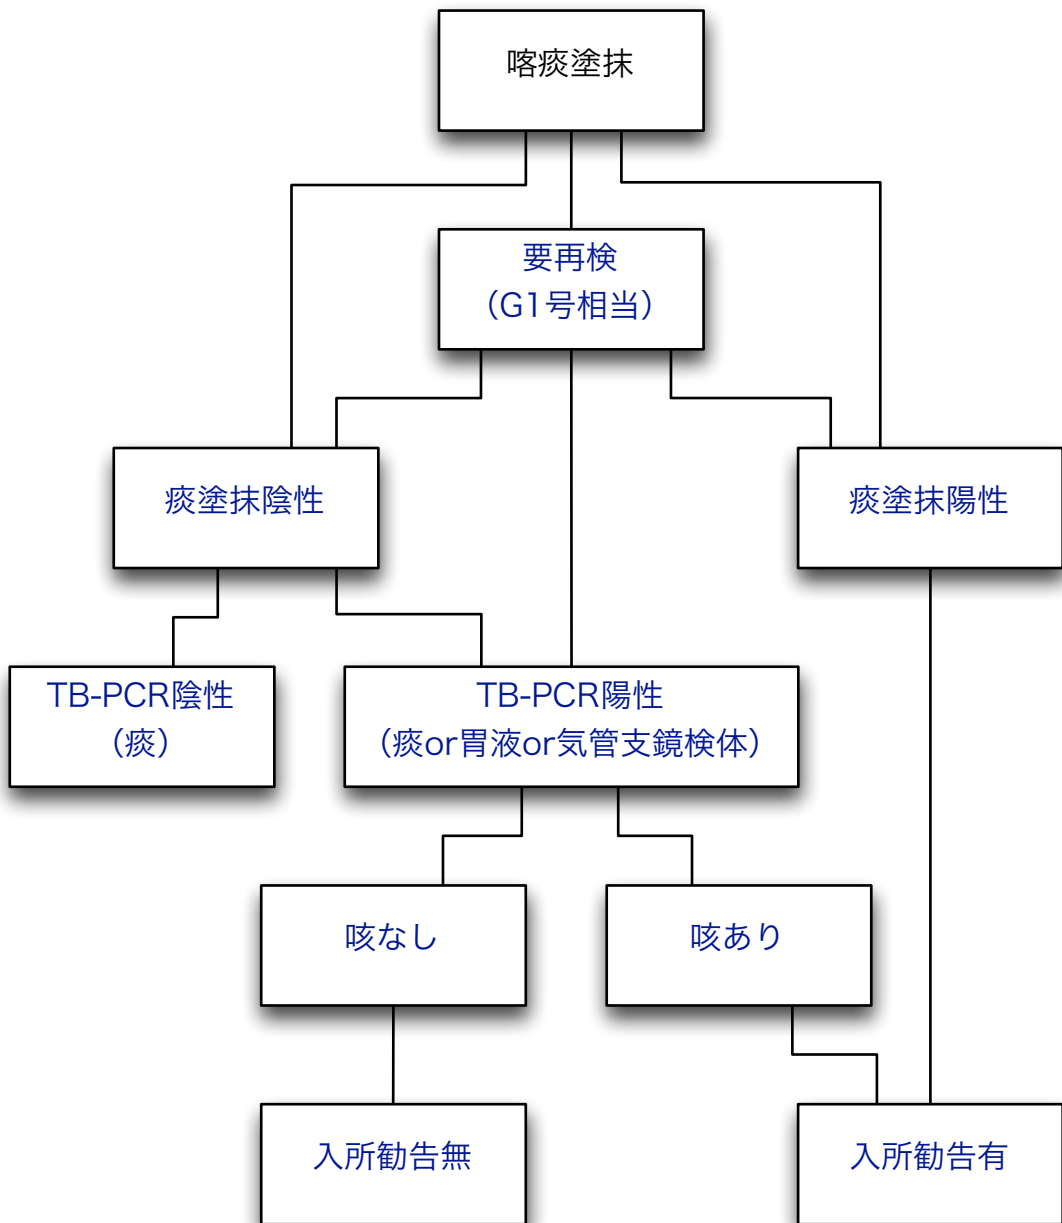 喀痰塗抹
要再検
（G1号相当）
痰塗抹陰性
痰塗抹陽性
TB-PCR陰性
（痰）
TB-PCR陽性
（痰or胃液or気管支鏡検体）
咳なし
咳あり
入所勧告無
入所勧告有